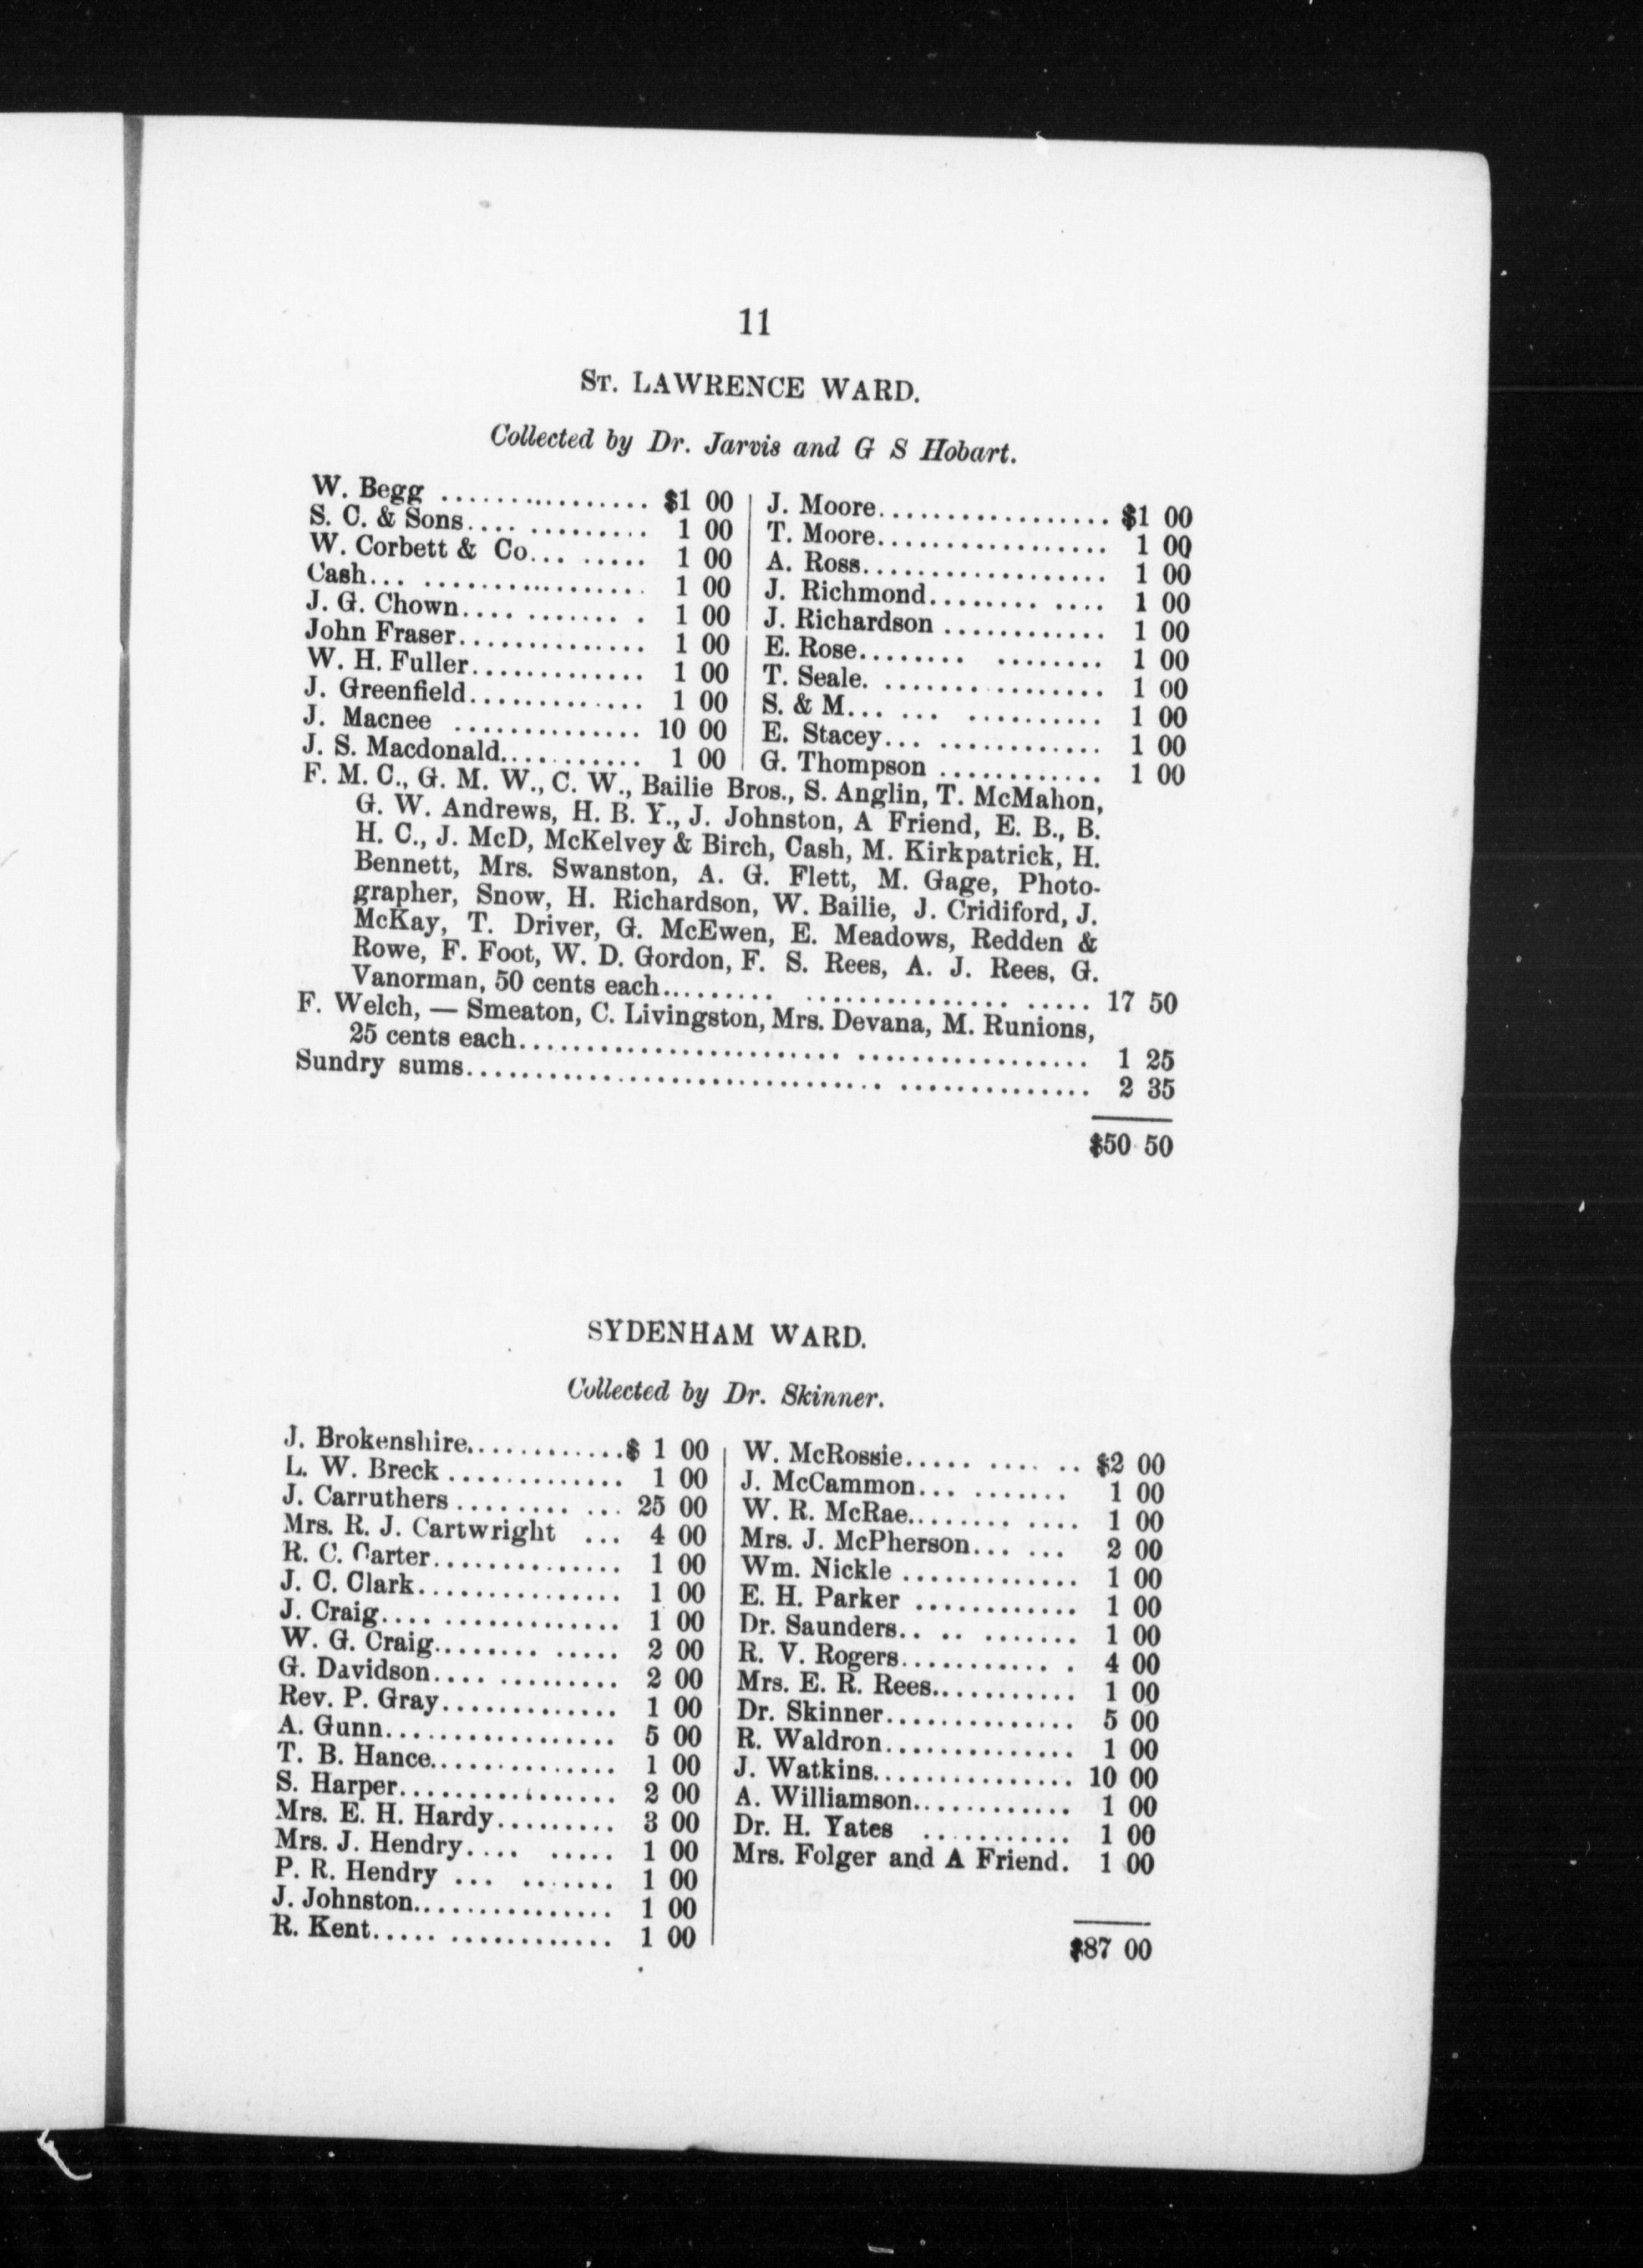 11
St. LAWRENCE WARD.
Collected by Dr. Jarvis and G S Hobart.
W. Begg .................. $1 00
S. C. & Sons.... .......... 1 00
W. Corbett & Co... ...... 1 00
Cash... ................... 1 00
J. G. Chown.... ........ . 1 00
John Fraser............... 1 00
W. H. Fuller.............. 1 00
J. Greenfield.............. 1 00
J. Macnee ............... 10 00
J. S. Macdonald........... 1 00
J. Moore.................. $1 00
T. Moore.................. 1 00
A. Ross................... 1 00
J. Richmond........ .... 1 00
J. Richardson ............ 1 00
E. Rose........ ........ 1 00
T. Seale. ................ 1 00
S. & M... ... .......... 1 00
E. Stacey... ............ 1 00
G. Thompson ............ 1 00
F. M. C., G. M. W., C. W., Bailie Bros., S. Anglin, T. McMahon,
G. W. Andrews, H. B. Y., J. Johnston, A Friend, E. B., B.
H. C., J. McD, McKelvey & Birch, Cash, M. Kirkpatrick, H.
Bennett, Mrs. Swanston, A. G. Flett, M. Gage, Photo-
grapher, Snow, H. Richardson, W. Bailie, J. Cridiford, J.
McKay, T. Driver, G. McEwen, E. Meadows, Redden &
Rowe, F. Foot, W. D. Gordon, F. S. Rees, A. J. Rees, G.
Vanorman, 50 cents each......... ............... ..... 17 50
F. Welch, — Smeaton, C. Livingston, Mrs. Devana, M. Runions,
25 cents each........................ ................. 1 25
Sundry sums............................... .............. 2 35
$50 50
SYDENHAM WARD.
Collected by Dr. Skinner.
J. Brokenshire............$ 1 00
L. W. Breck ............. 1 00
J. Carruthers ........ ... 25 00
Mrs. R. J. Cartwright ... 4 00
R. C. Carter.............. 1 00
J. C. Clark............... 1 00
J. Craig.... ............. 1 00
W. G. Craig........ ..... 2 00
G. Davidson.... ......... 2 00
Rev. P. Gray............. 1 00
A. Gunn................. 5 00
T. B. Hance.............. 1 00
S. Harper................ 2 00
Mrs. E. H. Hardy......... 3 00
Mrs. J. Hendry.... ..... 1 00
P. R. Hendry ... ....... 1 00
J. Johnston............... 1 00
R. Kent..... ............ 1 00
W. McRossie..... .... .. $2 00
J. McCammon... ....... 1 00
W. R. McRae........ .... 1 00
Mrs. J. McPherson... ... 2 00
Wm. Nickle ............. 1 00
E. H. Parker ............ 1 00
Dr. Saunders.. .. ....... 1 00
R. V. Rogers........... . 4 00
Mrs. E. R. Rees........... 1 00
Dr. Skinner.............. 5 00
R. Waldron.............. 1 00
J. Watkins............... 10 00
A. Williamson............ 1 00
Dr. H. Yates ........... 1 00
Mrs. Folger and A Friend. 1 00
$87 00